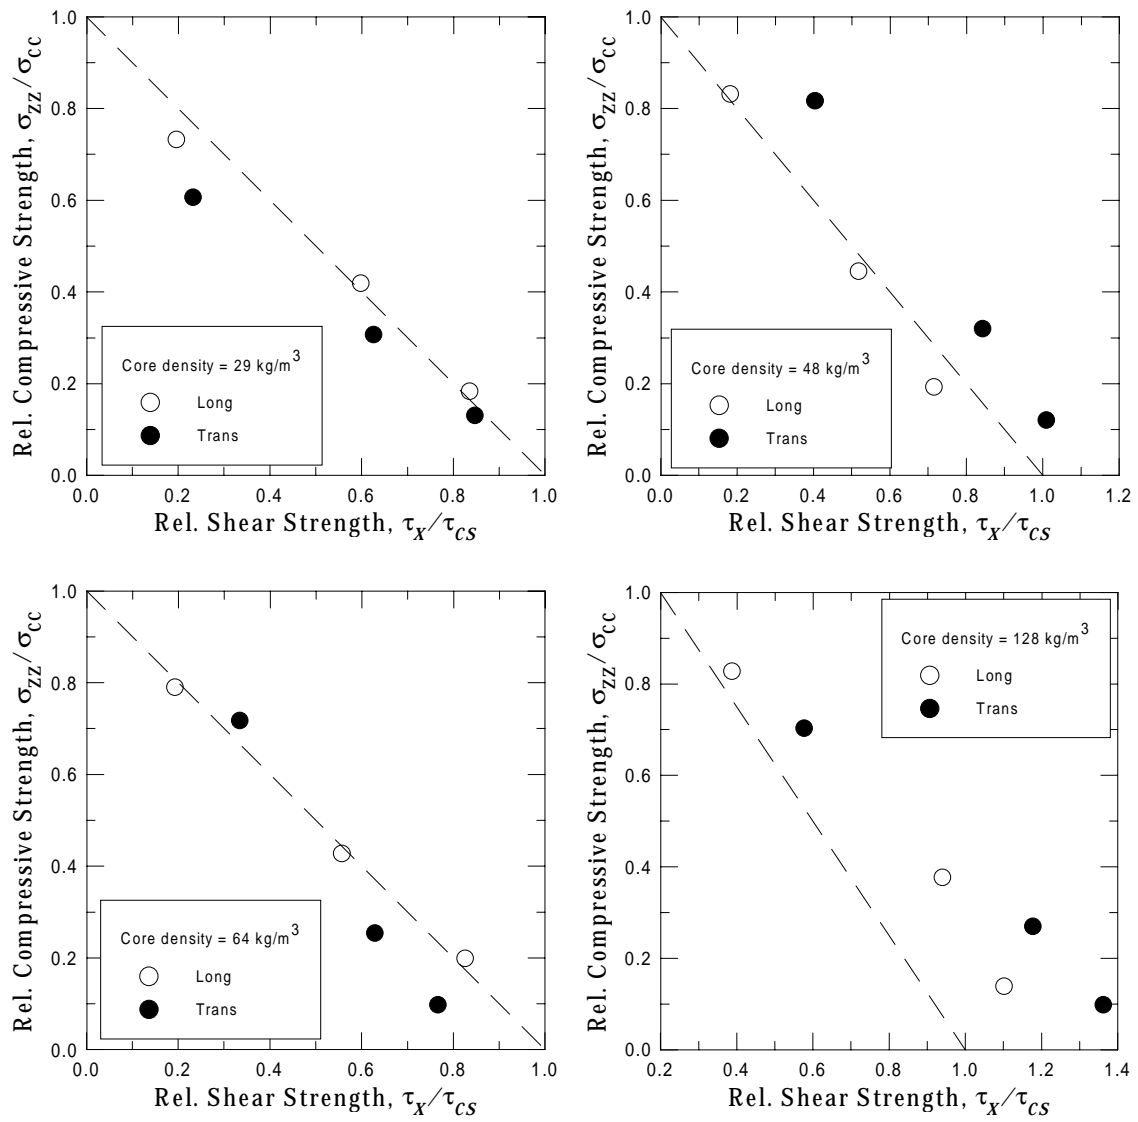 1.0
0.8
0.6
0.4
0.2
0.0
Rel. Compressive Strength, σZZ/σCC
Core density = 29 kg/m3
Long
Trans
0.0 0.2 0.4 0.6 0.8 1.0
Rel. Shear Strength, τX/τCS
1.0
0.8
0.6
0.4
0.2
0.0
Rel. Compressive Strength, σZZ/σCC
Core density = 48 kg/m3
Long
Trans
0.0 0.2 0.4 0.6 0.8 1.0 1.2
Rel. Shear Strength, τX/τCS
1.0
0.8
0.6
0.4
0.2
0.0
Rel. Compressive Strength, σZZ/σCC
Core density = 64 kg/m3
Long
Trans
0.0 0.2 0.4 0.6 0.8 1.0
Rel. Shear Strength, τX/τCS
1.0
0.8
0.6
0.4
0.2
0.0
Rel. Compressive Strength, σZZ/σCC
Core density = 128 kg/m3
Long
Trans
0.2 0.4 0.6 0.8 1.0 1.2 1.4
Rel. Shear Strength, τX/τCS